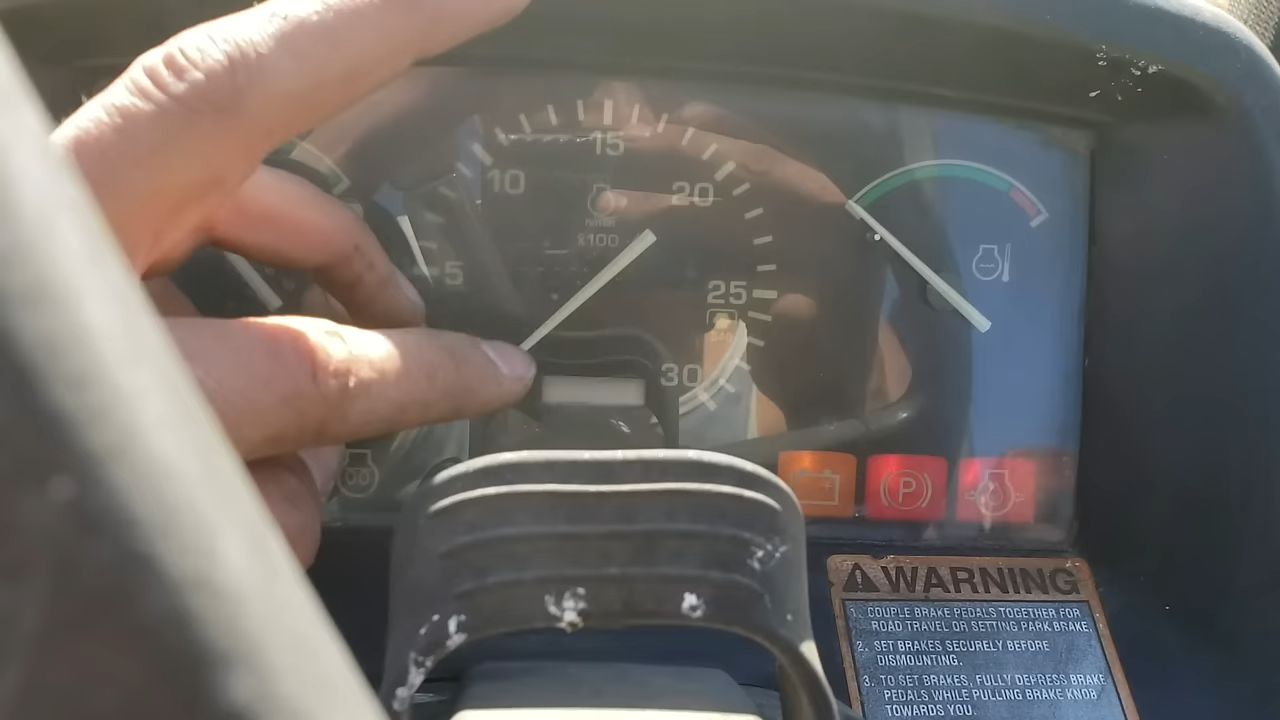 15
10
20
x100
5
25
30
P
WARNING
1. COUPLE BRAKE PEDALS TOGETHER FOR
ROAD TRAVEL OR SETTING PARK BRAKE.
2. SET BRAKES SECURELY BEFORE
DISMOUNTING.
3. TO SET BRAKES, FULLY DEPRESS BRAKE
PEDALS WHILE PULLING BRAKE KNOB
TOWARDS YOU.